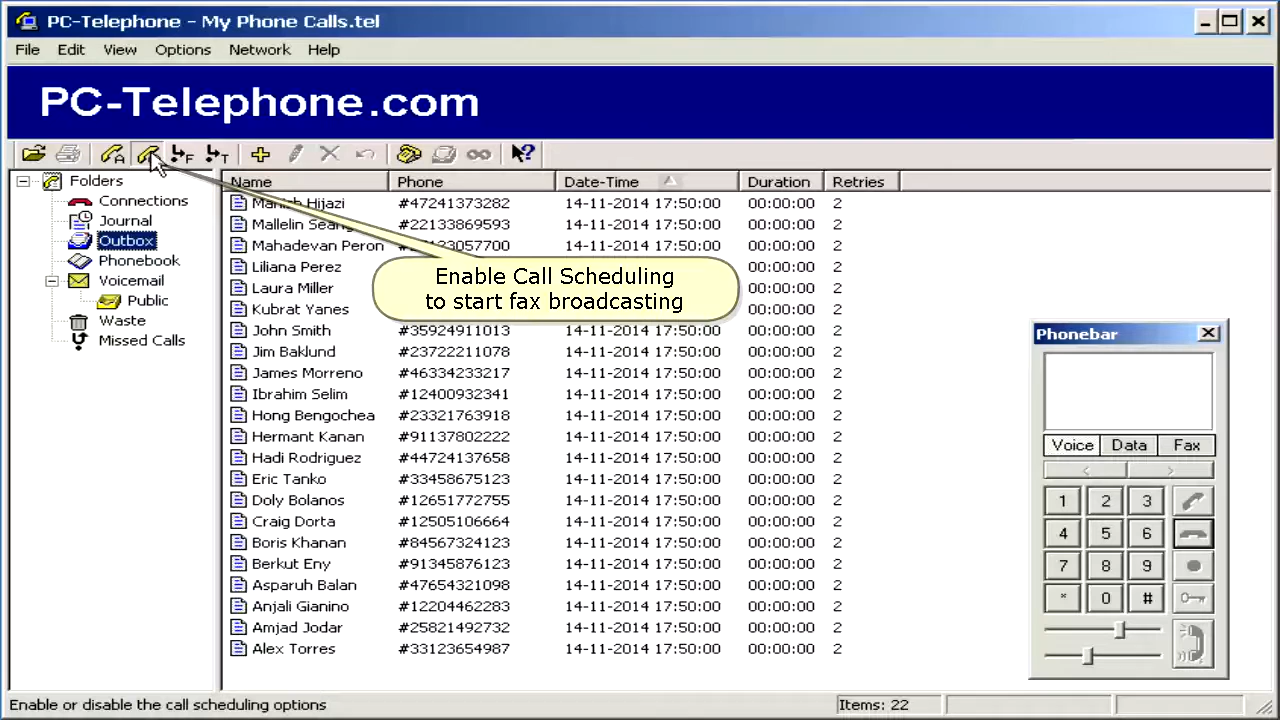 PC-Telephone - My Phone Calls.tel
File Edit View Options Network Help
PC-Telephone.com
A F T
Folders
Connections
Journal
Outbox
Phonebook
Voicemail
Public
Waste
Missed Calls
Name Phone Date-Time Duration Retries
Hijazi #47241373282 14-11-2014 17:50:00 00:00:00 2
Mallelin #22133869593 14-11-2014 17:50:00 00:00:00 2
Mahadevan Peron 14-11-2014 17:50:00 00:00:00 2
Liliana Perez 00:00:00 2
Laura Miller 00:00:00 2
Kubrat Yanes 00:00:00 2
John Smith #35924911013 14-11-2014 17:50:00 00:00:00 2
Jim Baklund #23722211078 14-11-2014 17:50:00 00:00:00 2
James Morreno #46334233217 14-11-2014 17:50:00 00:00:00 2
Ibrahim Selim #12400932341 14-11-2014 17:50:00 00:00:00 2
Hong Bengochea #23321763918 14-11-2014 17:50:00 00:00:00 2
Hermant Kanan #91137802222 14-11-2014 17:50:00 00:00:00 2
Hadi Rodriguez #44724137658 14-11-2014 17:50:00 00:00:00 2
Eric Tanko #33458675123 14-11-2014 17:50:00 00:00:00 2
Doly Bolanos #12651772755 14-11-2014 17:50:00 00:00:00 2
Craig Dorta #12505106664 14-11-2014 17:50:00 00:00:00 2
Boris Khanan #84567324123 14-11-2014 17:50:00 00:00:00 2
Berkut Eny #91345876123 14-11-2014 17:50:00 00:00:00 2
Asparuh Balan #47654321098 14-11-2014 17:50:00 00:00:00 2
Anjali Gianino #12204462283 14-11-2014 17:50:00 00:00:00 2
Amjad Jodar #25821492732 14-11-2014 17:50:00 00:00:00 2
Alex Torres #33123654987 14-11-2014 17:50:00 00:00:00 2
Enable Call Scheduling
to start fax broadcasting
Phonebar
Voice Data Fax
< >
1 2 3
4 5 6
7 8 9
* 0 #
Enable or disable the call scheduling options
Items: 22